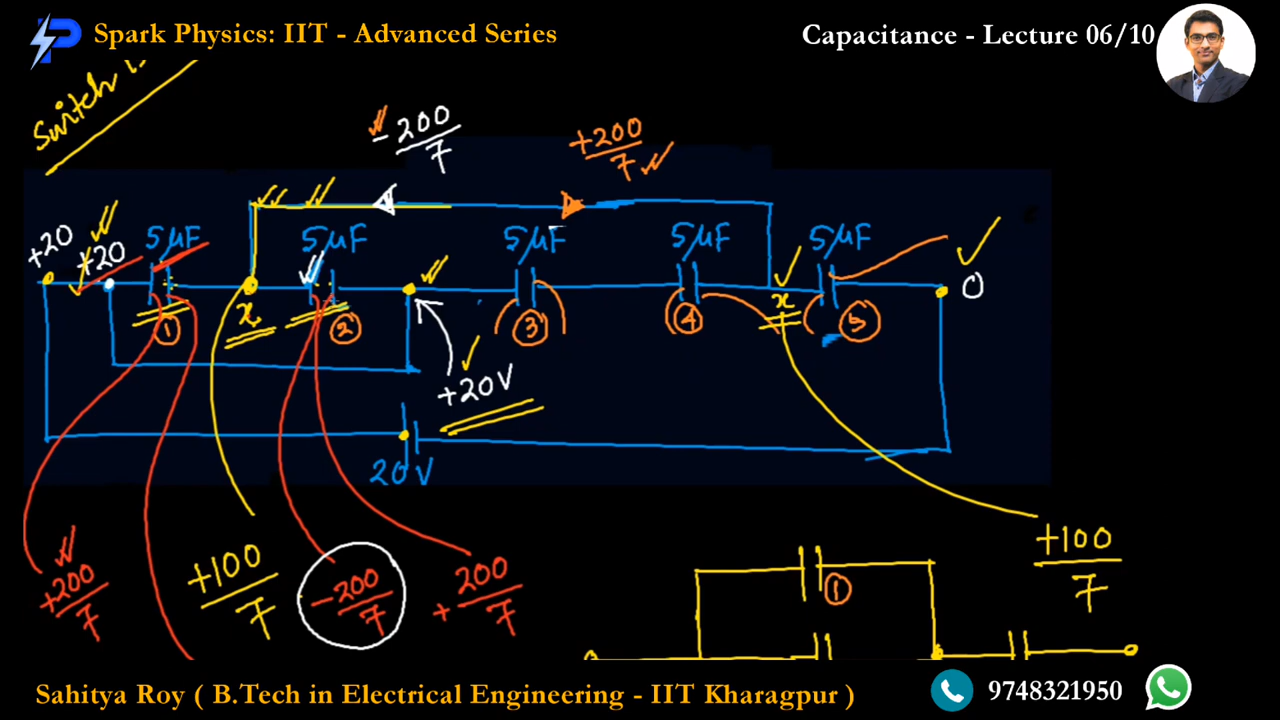 Spark Physics: IIT - Advanced Series
Capacitance - Lecture 06/10
Switch
-200/7
+200/7
+20
+20
5μF
5μF
5μF
5μF
5μF
x
x
0
1
2
3
4
5
+20V
20V
+200/7
+100/7
-200/7
+200/7
+100/7
1
Sahitya Roy ( B.Tech in Electrical Engineering - IIT Kharagpur )
9748321950